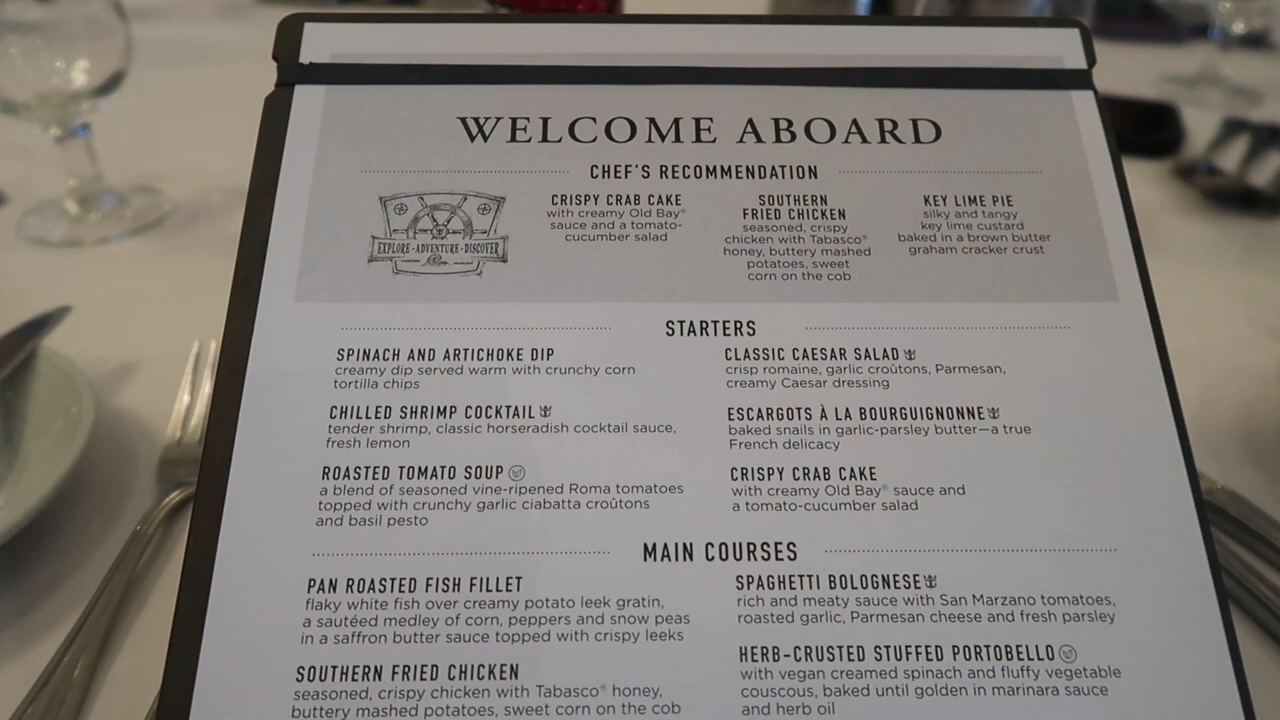 WELCOME ABOARD
CHEF'S RECOMMENDATION
EXPLORE · ADVENTURE · DISCOVER
CRISPY CRAB CAKE
with creamy Old Bay®
sauce and a tomato-
cucumber salad
SOUTHERN
FRIED CHICKEN
seasoned, crispy
chicken with Tabasco®
honey, buttery mashed
potatoes, sweet
corn on the cob
KEY LIME PIE
silky and tangy
key lime custard
baked in a brown butter
graham cracker crust
STARTERS
SPINACH AND ARTICHOKE DIP
creamy dip served warm with crunchy corn
tortilla chips
CHILLED SHRIMP COCKTAIL
tender shrimp, classic horseradish cocktail sauce,
fresh lemon
ROASTED TOMATO SOUP
a blend of seasoned vine-ripened Roma tomatoes
topped with crunchy garlic ciabatta croûtons
and basil pesto
CLASSIC CAESAR SALAD
crisp romaine, garlic croûtons, Parmesan,
creamy Caesar dressing
ESCARGOTS À LA BOURGUIGNONNE
baked snails in garlic-parsley butter—a true
French delicacy
CRISPY CRAB CAKE
with creamy Old Bay® sauce and
a tomato-cucumber salad
MAIN COURSES
PAN ROASTED FISH FILLET
flaky white fish over creamy potato leek gratin,
a sautéed medley of corn, peppers and snow peas
in a saffron butter sauce topped with crispy leeks
SOUTHERN FRIED CHICKEN
seasoned, crispy chicken with Tabasco® honey,
buttery mashed potatoes, sweet corn on the cob
SPAGHETTI BOLOGNESE
rich and meaty sauce with San Marzano tomatoes,
roasted garlic, Parmesan cheese and fresh parsley
HERB-CRUSTED STUFFED PORTOBELLO
with vegan creamed spinach and fluffy vegetable
couscous, baked until golden in marinara sauce
and herb oil